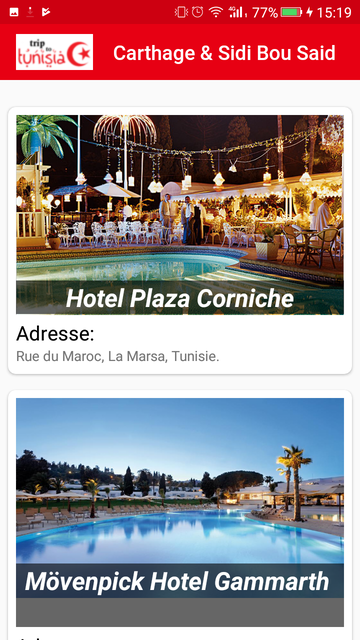 77% 15:19
trip to
tunisia
Carthage & Sidi Bou Said
Hotel Plaza Corniche
Adresse:
Rue du Maroc, La Marsa, Tunisie.
Mövenpick Hotel Gammarth